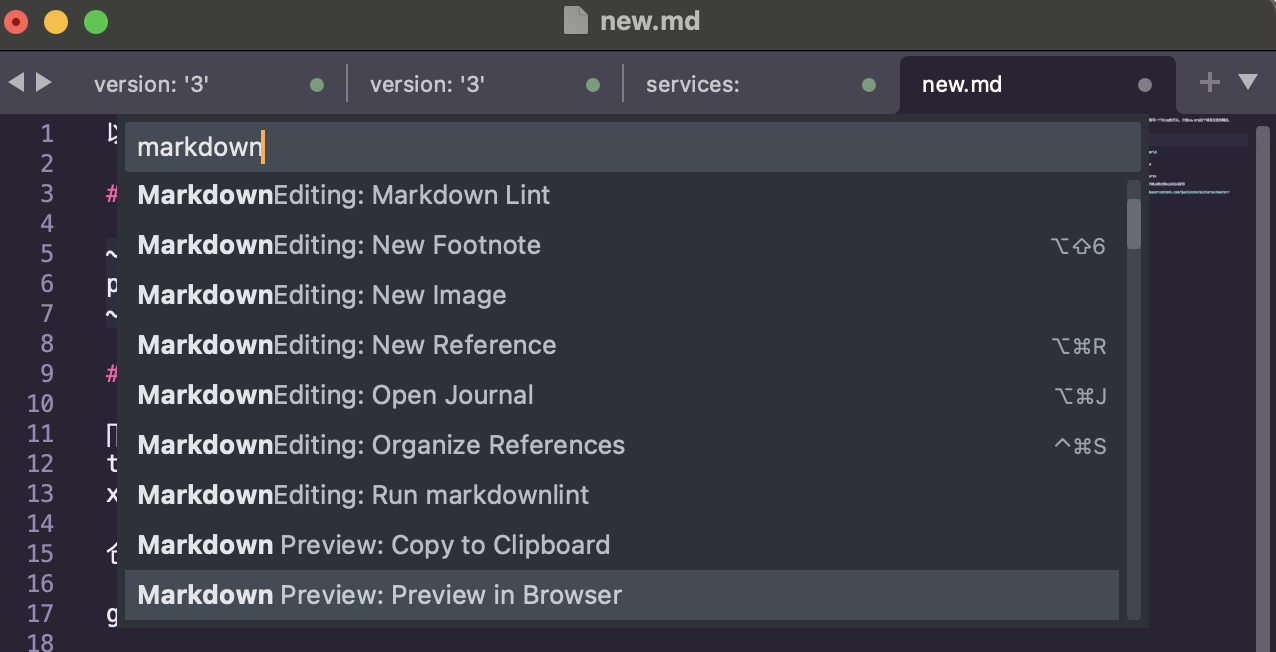 new.md
version: '3'
version: '3'
services:
new.md
markdown
MarkdownEditing: Markdown Lint
MarkdownEditing: New Footnote ⌥⇧6
MarkdownEditing: New Image
MarkdownEditing: New Reference ⌥⌘R
MarkdownEditing: Open Journal ⌥⌘J
MarkdownEditing: Organize References ^⌘S
MarkdownEditing: Run markdownlint
Markdown Preview: Copy to Clipboard
Markdown Preview: Preview in Browser
1
2
3 #
4
5 ~
6 p
7 ~
8
9 #
10
11
12 t
13 x
14
15
16
17 g
18